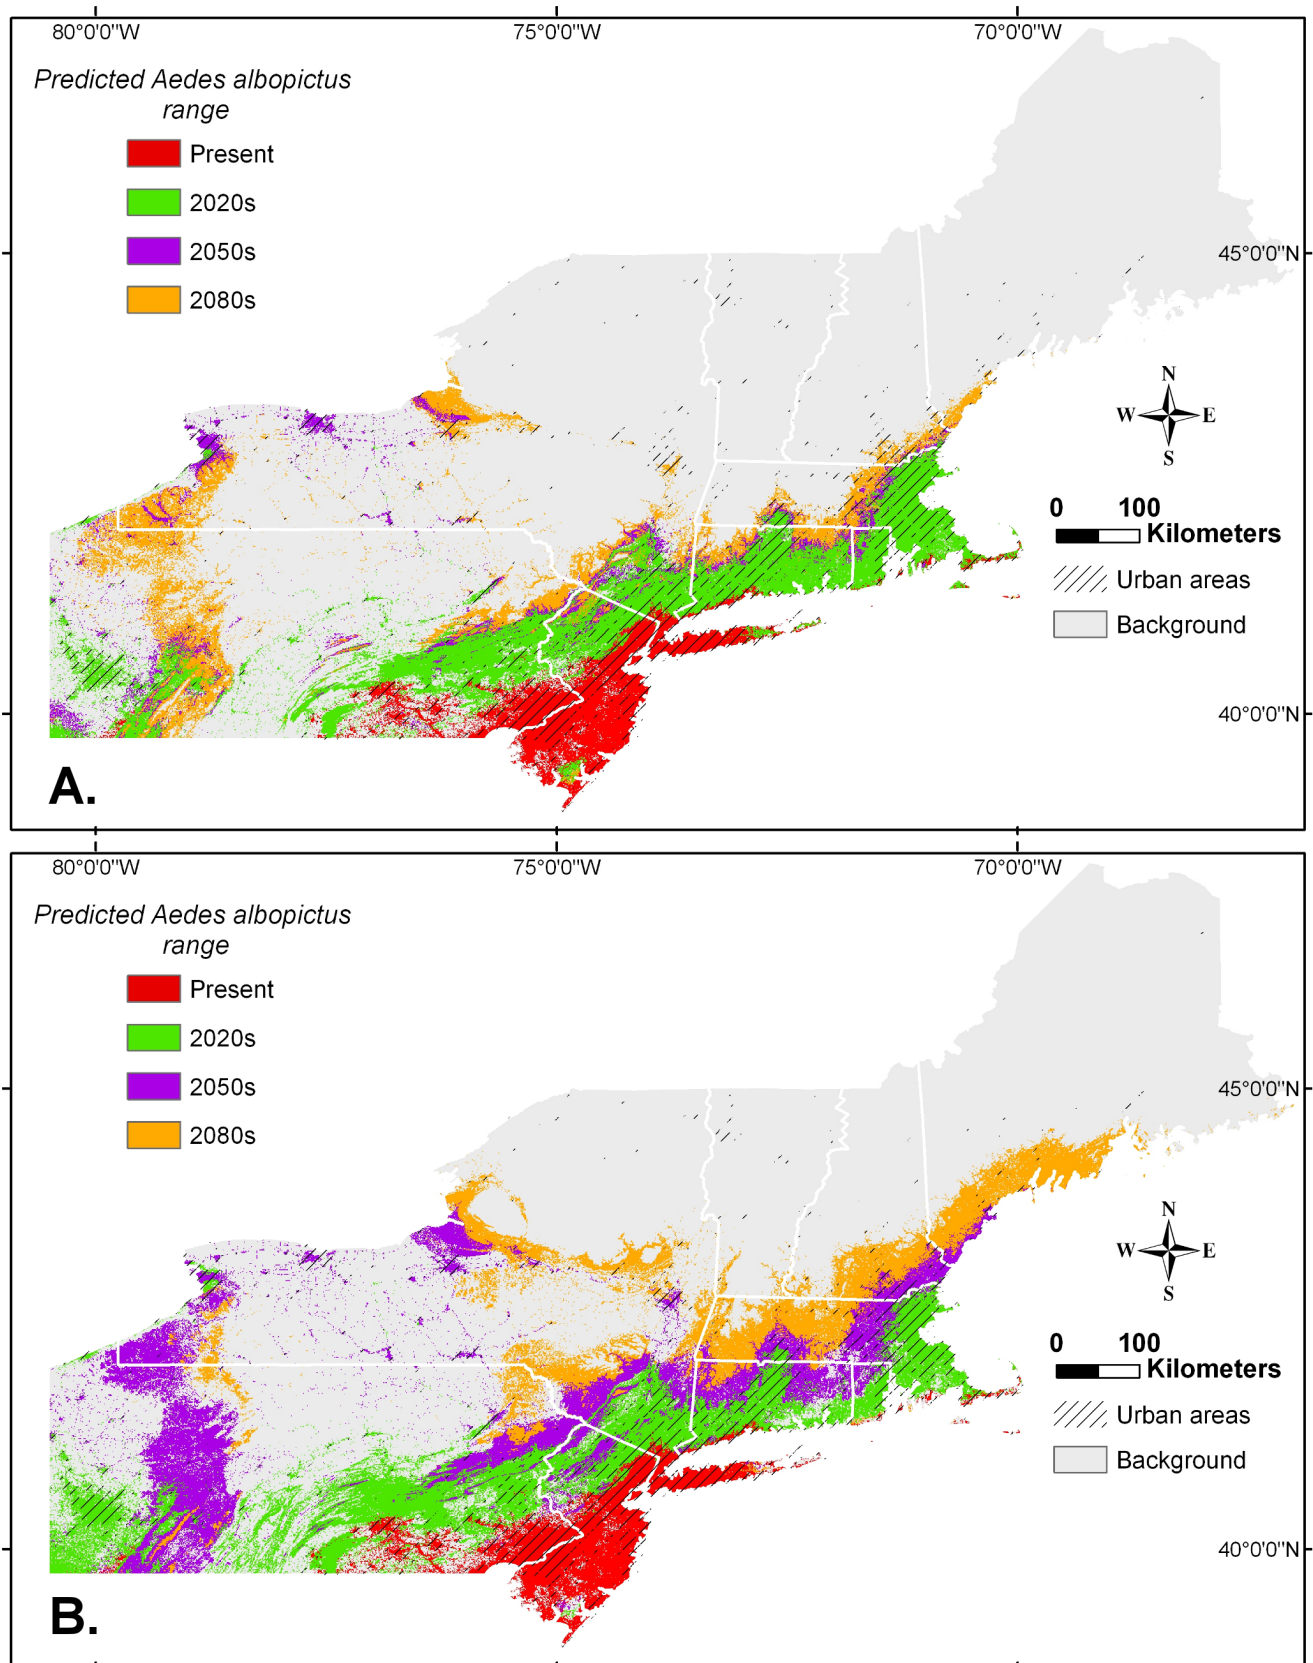 80°0'0"W 75°0'0"W 70°0'0"W
Predicted Aedes albopictus
range
Present
2020s
2050s
2080s
45°0'0"N
N
W E
S
0 100
Kilometers
Urban areas
Background
40°0'0"N
A.
80°0'0"W 75°0'0"W 70°0'0"W
Predicted Aedes albopictus
range
Present
2020s
2050s
2080s
45°0'0"N
N
W E
S
0 100
Kilometers
Urban areas
Background
40°0'0"N
B.